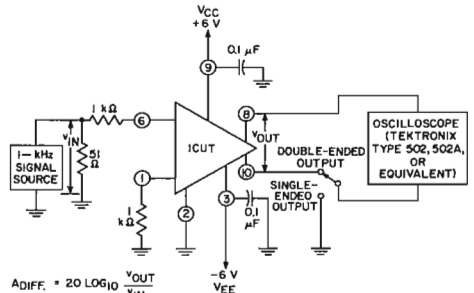 VCC
+6 V
0.1 µF
9
1 kΩ
6
8
vIN
51
Ω
1-kHz
SIGNAL
SOURCE
ICUT
vOUT
DOUBLE-ENDED
OUTPUT
OSCILLOSCOPE
(TEKTRONIX
TYPE 502, 502A,
OR
EQUIVALENT)
1
10
1
kΩ
2
3
0.1
µF
SINGLE-
ENDED
OUTPUT
-6 V
VEE
ADIFF. = 20 LOG10 vOUT
vIN